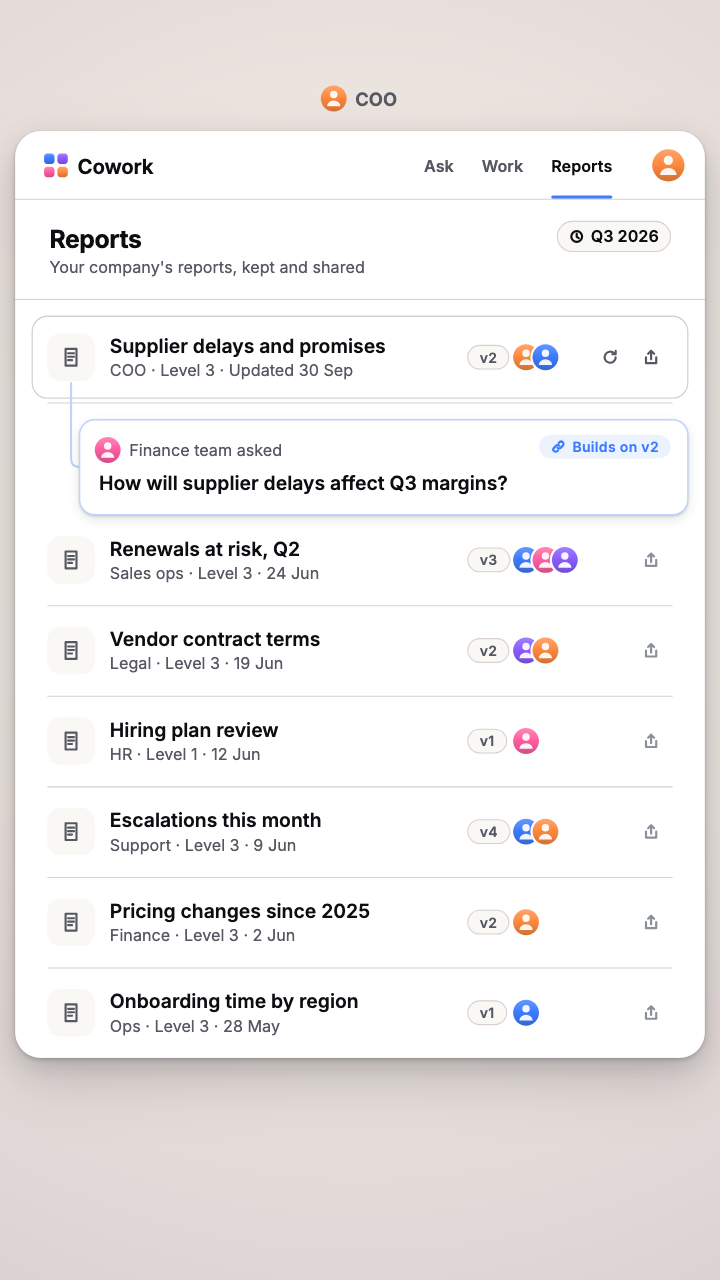 COO
Cowork
Ask Work Reports
Reports
Q3 2026
Your company's reports, kept and shared
Supplier delays and promises
COO · Level 3 · Updated 30 Sep
v2
Finance team asked
Builds on v2
How will supplier delays affect Q3 margins?
Renewals at risk, Q2
Sales ops · Level 3 · 24 Jun
v3
Vendor contract terms
Legal · Level 3 · 19 Jun
v2
Hiring plan review
HR · Level 1 · 12 Jun
v1
Escalations this month
Support · Level 3 · 9 Jun
v4
Pricing changes since 2025
Finance · Level 3 · 2 Jun
v2
Onboarding time by region
Ops · Level 3 · 28 May
v1